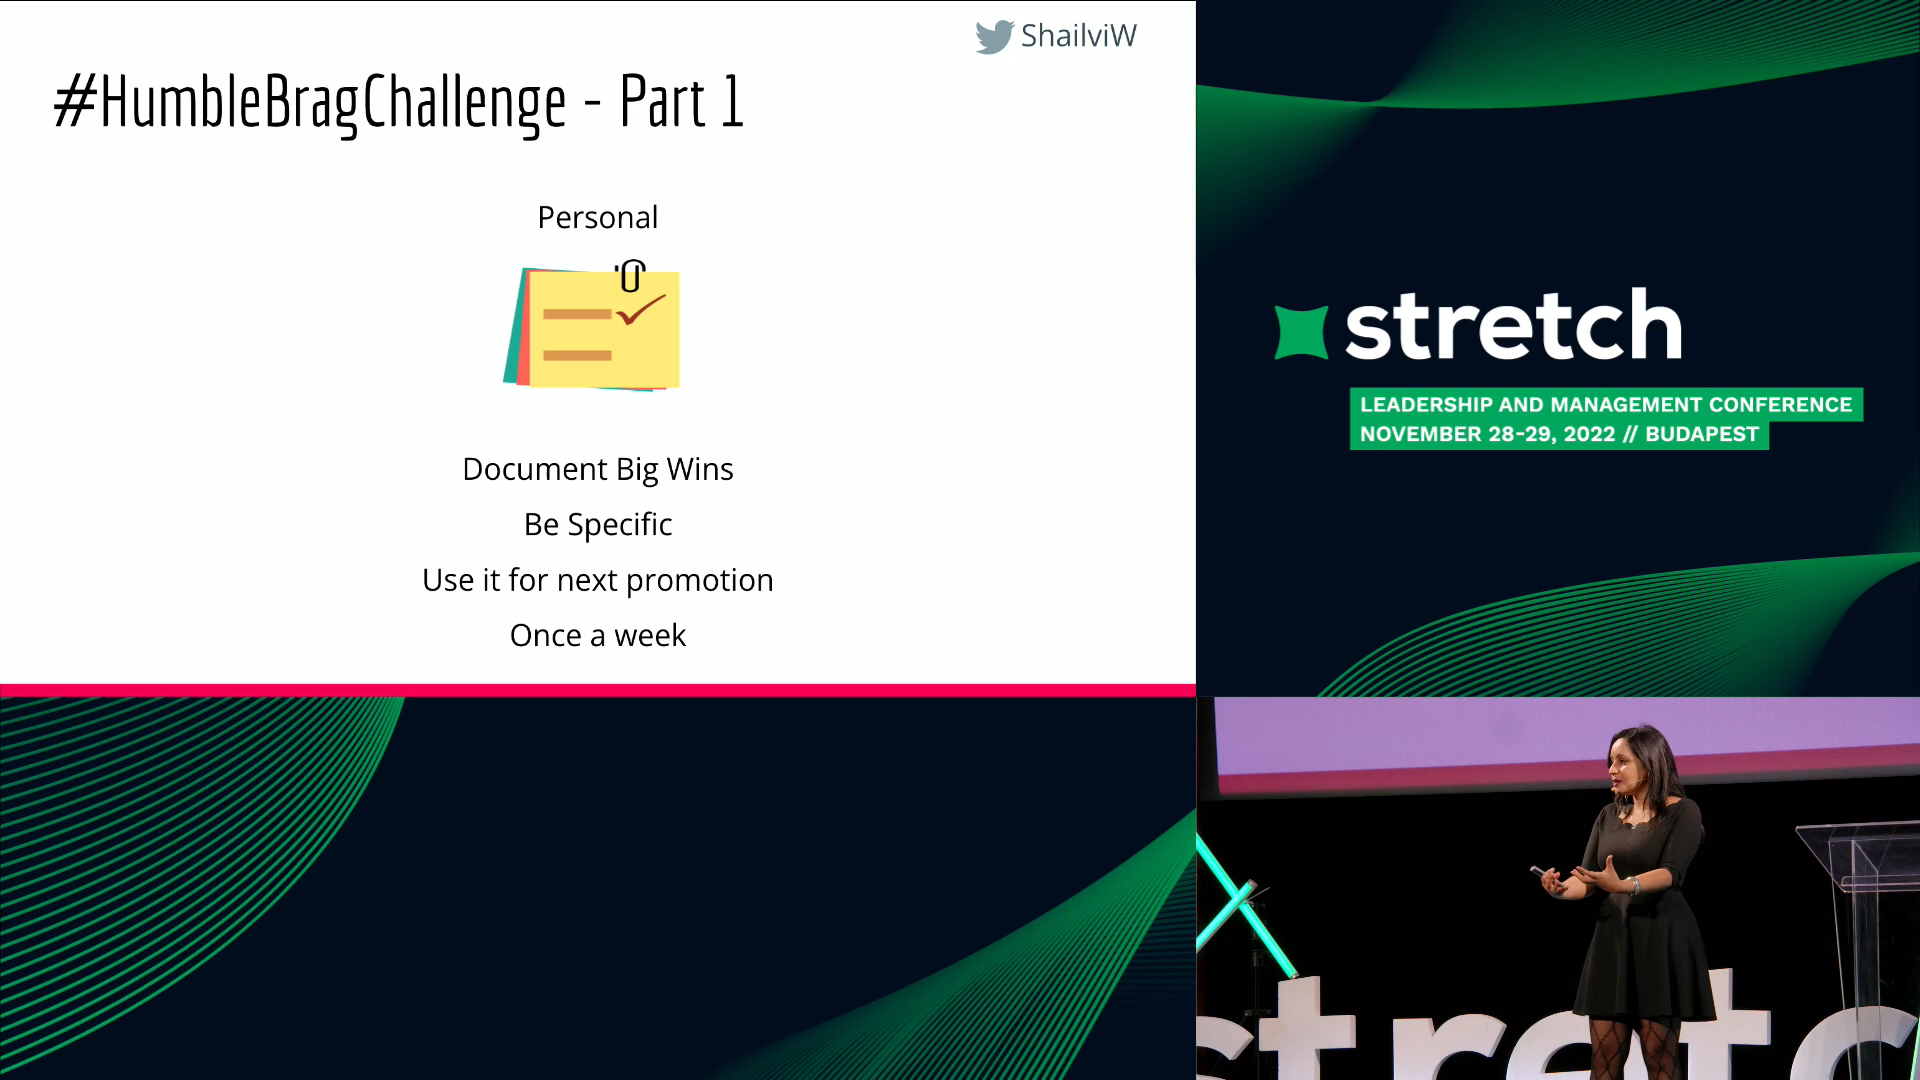 ShailviW
#HumbleBragChallenge - Part 1
Personal
Document Big Wins
Be Specific
Use it for next promotion
Once a week
stretch
LEADERSHIP AND MANAGEMENT CONFERENCE
NOVEMBER 28-29, 2022 // BUDAPEST
stretc